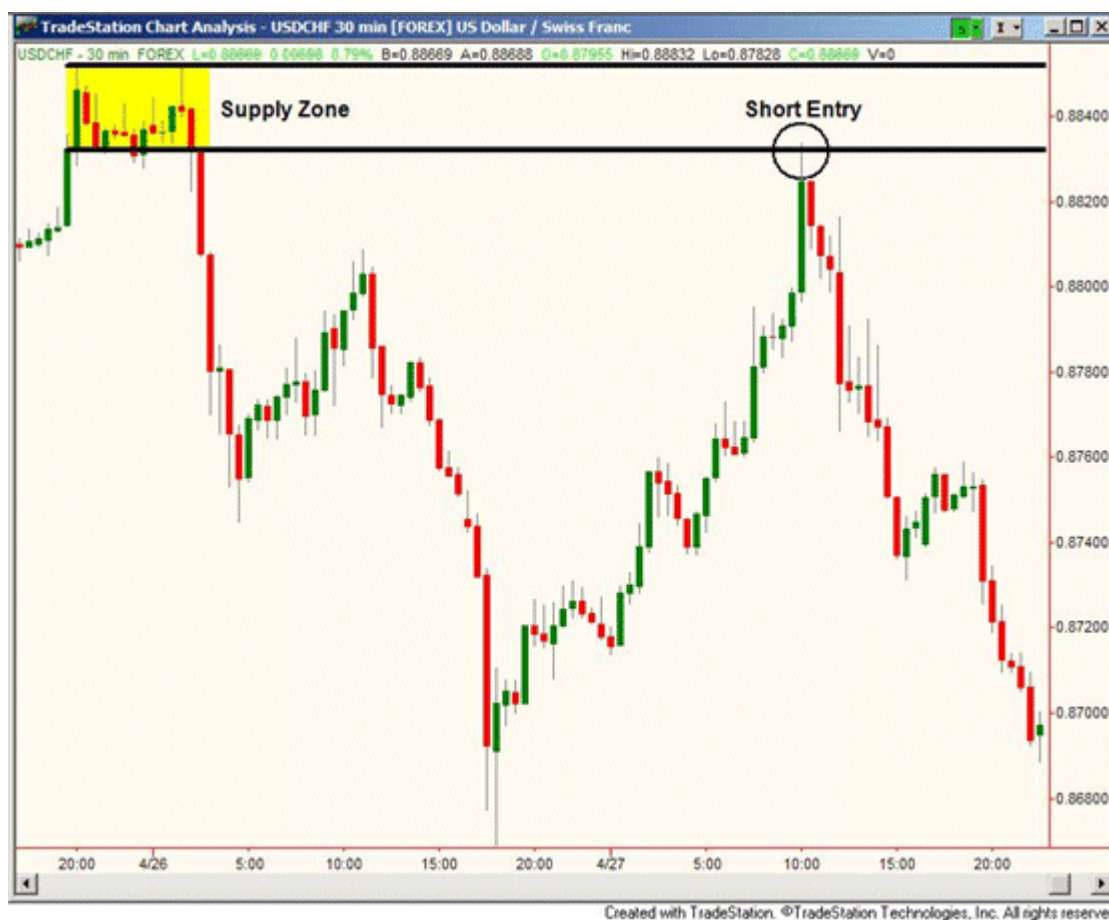 TradeStation Chart Analysis - USDCHF 30 min [FOREX] US Dollar / Swiss Franc
USDCHF - 30 min FOREX L=0.88669 0.00698 0.79% B=0.88669 A=0.88688 O=0.87955 Hi=0.88832 Lo=0.87828 C=0.88669 V=0
Supply Zone
Short Entry
0.88400
0.88200
0.88000
0.87800
0.87600
0.87400
0.87200
0.87000
0.86800
20:00 4/26 5:00 10:00 15:00 20:00 4/27 5:00 10:00 15:00 20:00
Created with TradeStation. ©TradeStation Technologies, Inc. All rights reserve